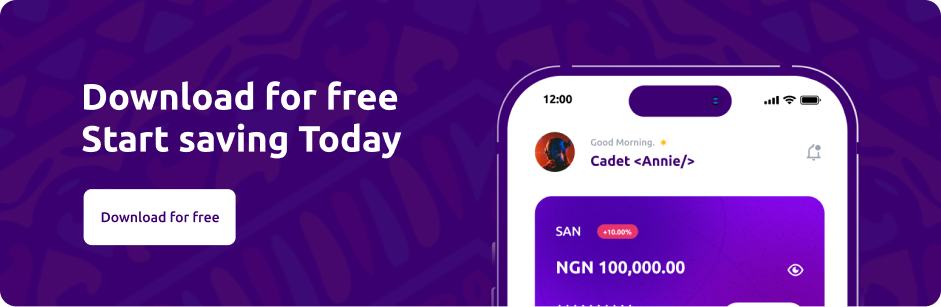 Download for free
Start saving Today
Download for free
12:00
Good Morning.
Cadet <Annie/>
SAN +10.00%
NGN 100,000.00